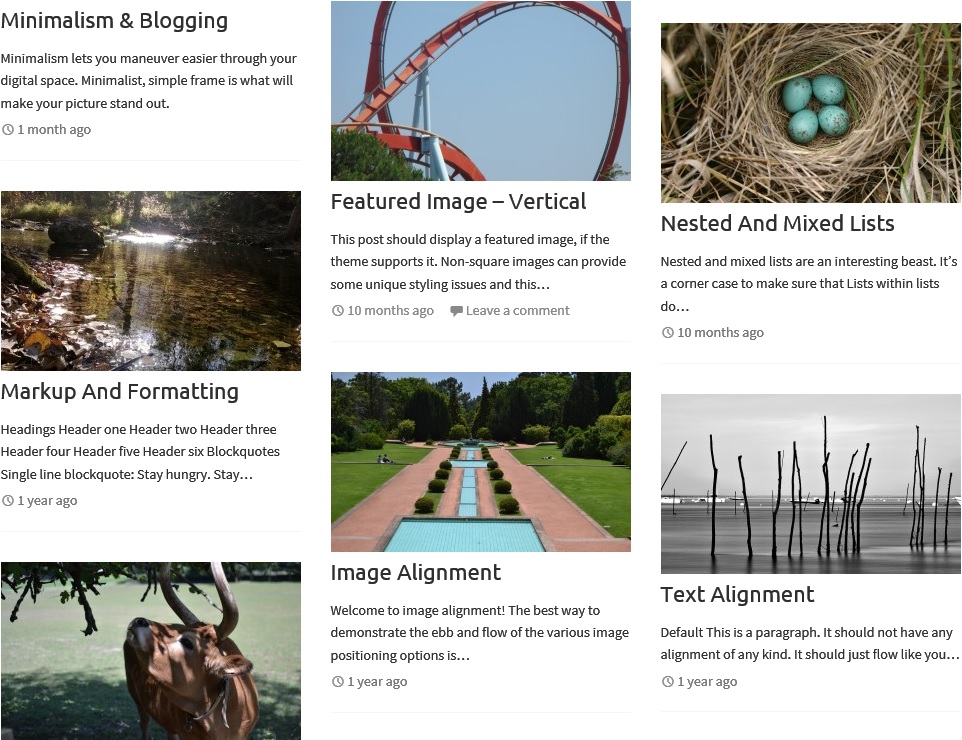 Minimalism & Blogging
Minimalism lets you maneuver easier through your
digital space. Minimalist, simple frame is what will
make your picture stand out.
1 month ago
Markup And Formatting
Headings Header one Header two Header three
Header four Header five Header six Blockquotes
Single line blockquote: Stay hungry. Stay…
1 year ago
Featured Image – Vertical
This post should display a featured image, if the
theme supports it. Non-square images can provide
some unique styling issues and this…
10 months ago Leave a comment
Image Alignment
Welcome to image alignment! The best way to
demonstrate the ebb and flow of the various image
positioning options is…
1 year ago
Nested And Mixed Lists
Nested and mixed lists are an interesting beast. It’s
a corner case to make sure that Lists within lists
do…
10 months ago
Text Alignment
Default This is a paragraph. It should not have any
alignment of any kind. It should just flow like you…
1 year ago